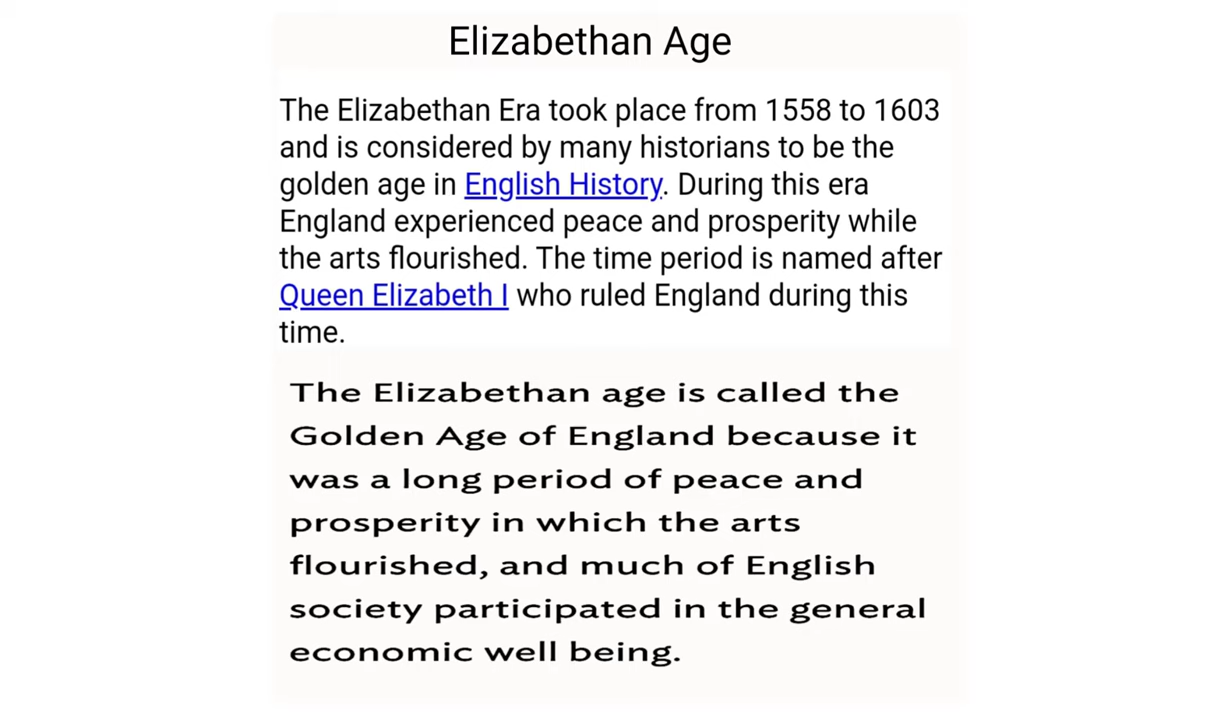 Elizabethan Age
The Elizabethan Era took place from 1558 to 1603
and is considered by many historians to be the
golden age in English History. During this era
England experienced peace and prosperity while
the arts flourished. The time period is named after
Queen Elizabeth I who ruled England during this
time.
The Elizabethan age is called the
Golden Age of England because it
was a long period of peace and
prosperity in which the arts
flourished, and much of English
society participated in the general
economic well being.